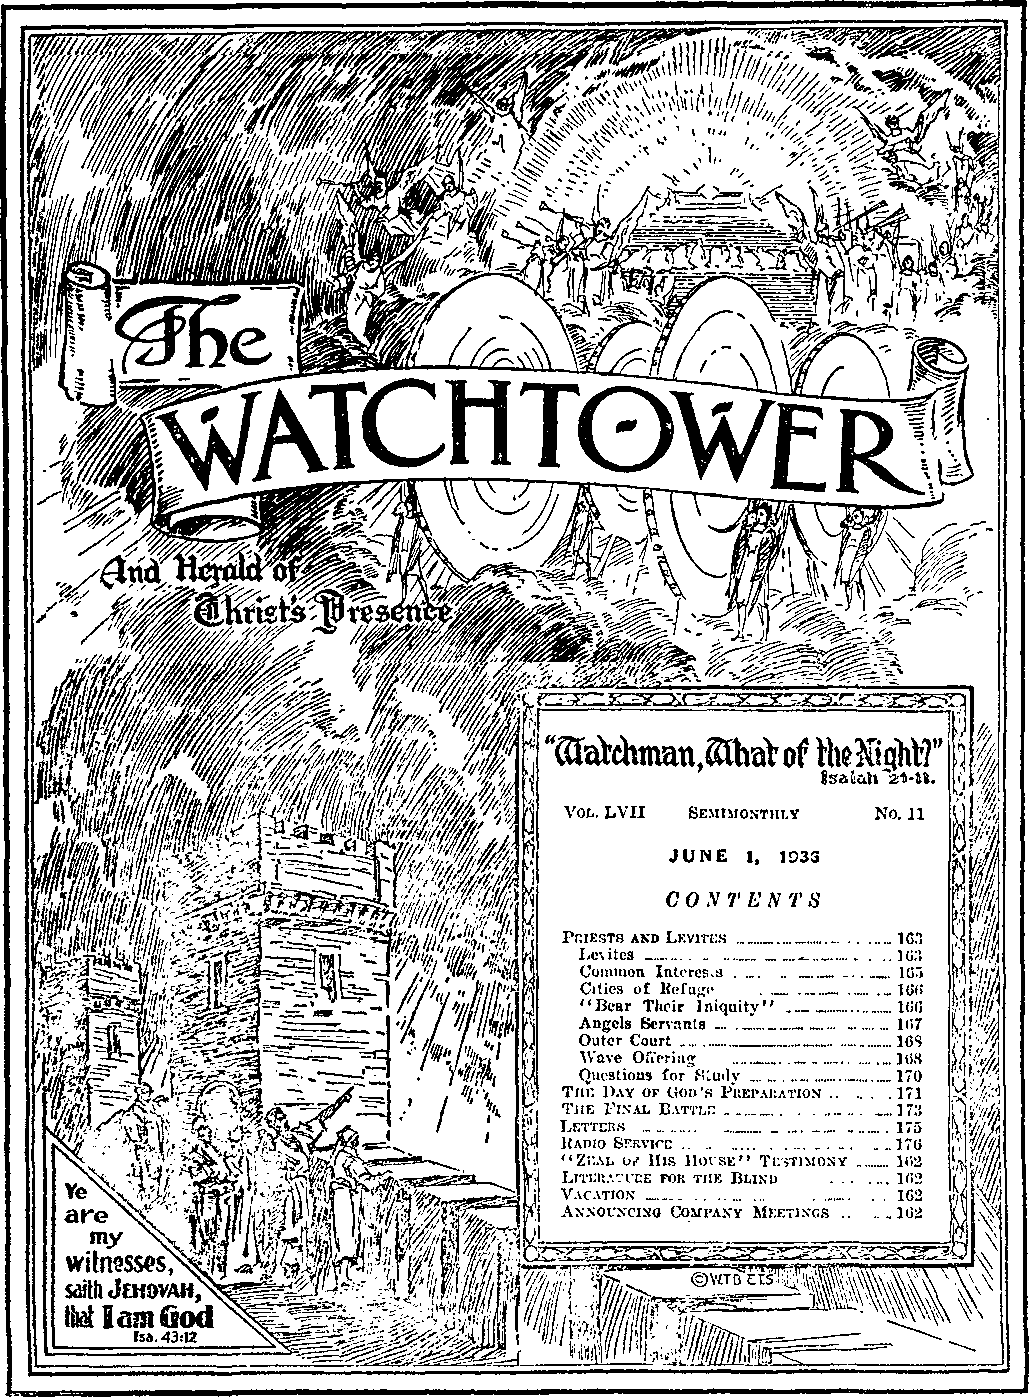 The
WATCHTOWER
And Herald of
Christ's Presence
"Watchman, What of the Night?"
Isaiah 21-11.
VOL. LVII SEMIMONTHLY No. 11
JUNE 1, 1936
CONTENTS
PRIESTS AND LEVITES 163
Levites 163
Common Interests 165
Cities of Refuge 166
"Bear Their Iniquity" 166
Angels Servants 167
Outer Court 168
Wave Offering 168
Questions for Study 170
THE DAY OF GOD'S PREPARATION 171
THE FINAL BATTLE 173
LETTERS 175
RADIO SERVICE 176
"ZEAL OF HIS HOUSE" TESTIMONY 162
LITERATURE FOR THE BLIND 162
VACATION 162
ANNOUNCING COMPANY MEETINGS 162
©W.T.B.& T.S
Ye
are
my
witnesses,
saith JEHOVAH,
that I am God
Isa. 43:12